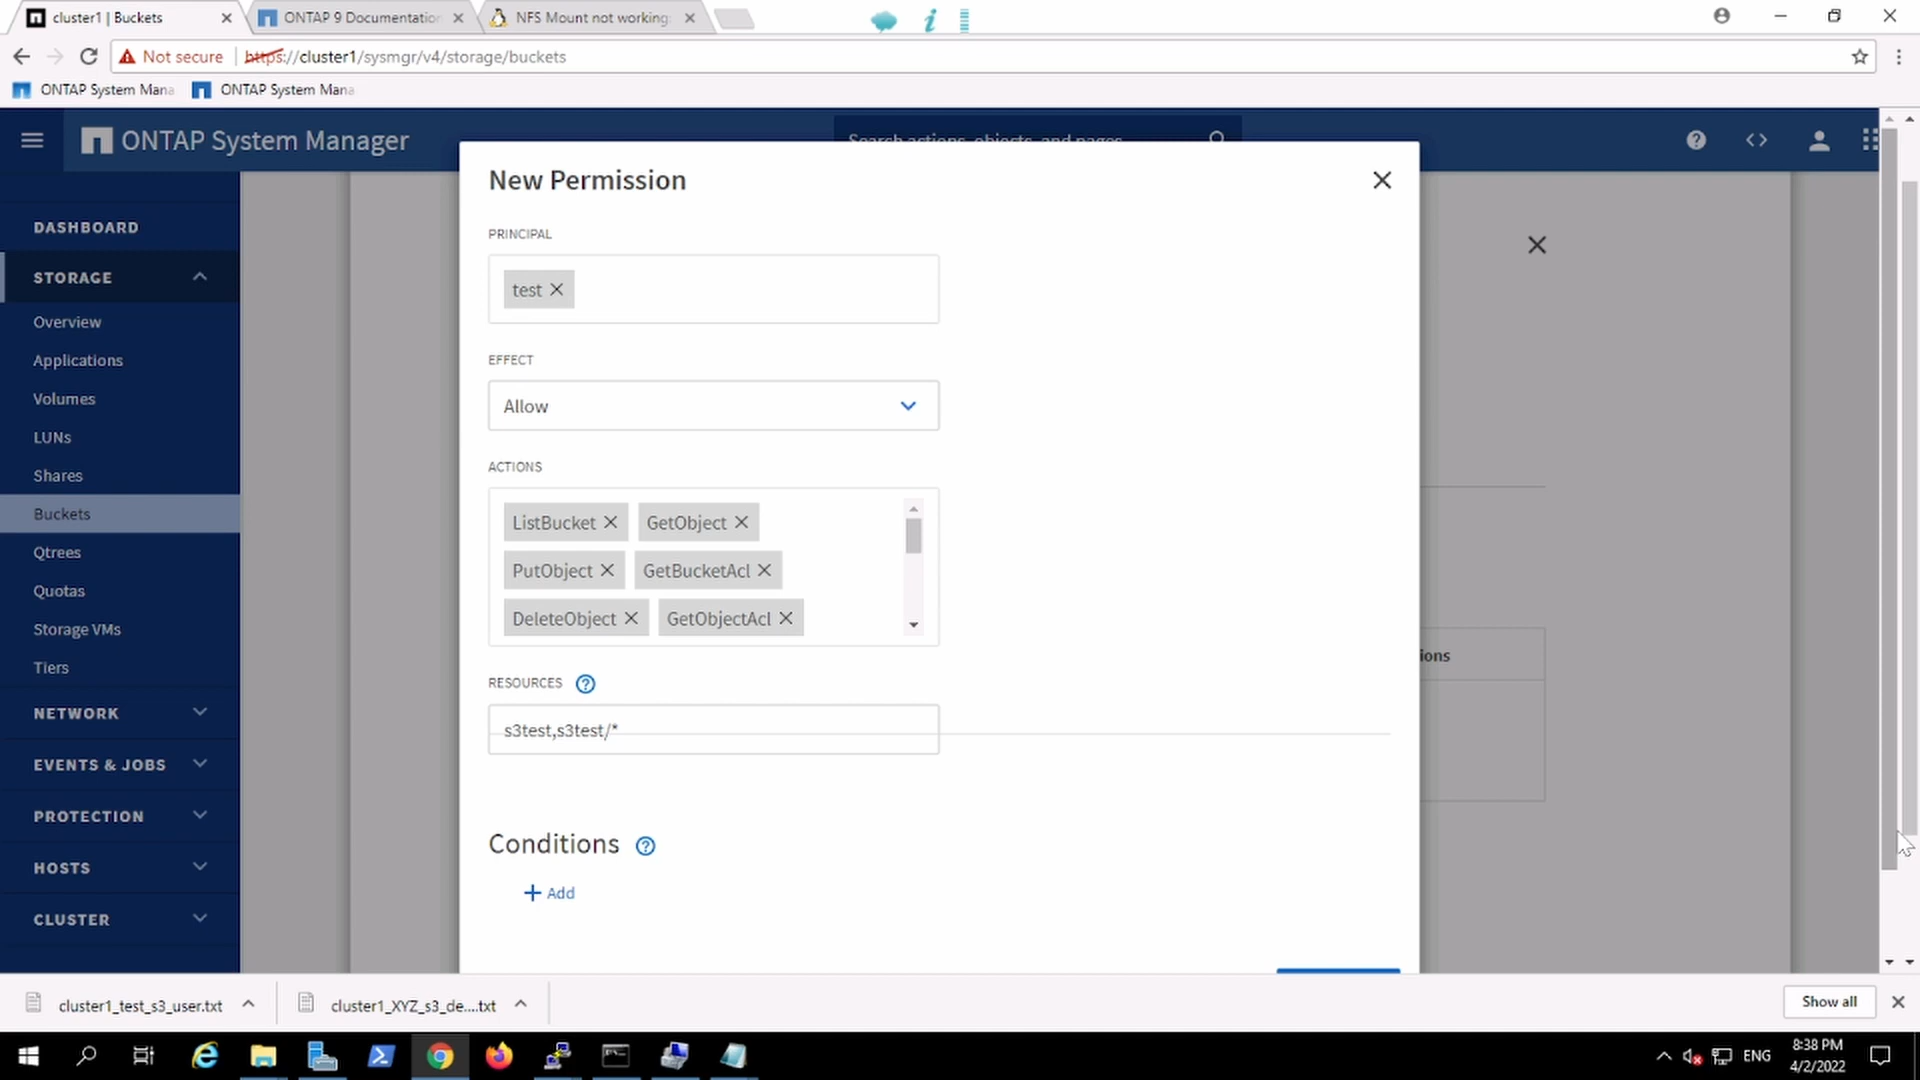 cluster1 | Buckets
ONTAP 9 Documentation
NFS Mount not working
Not secure
https://cluster1/sysmgr/v4/storage/buckets
ONTAP System Mana
ONTAP System Mana
ONTAP System Manager
Search actions, objects, and pages
New Permission
PRINCIPAL
test
EFFECT
Allow
ACTIONS
ListBucket
GetObject
PutObject
GetBucketAcl
DeleteObject
GetObjectAcl
RESOURCES
s3test,s3test/*
Conditions
Add
ions
DASHBOARD
STORAGE
Overview
Applications
Volumes
LUNs
Shares
Buckets
Qtrees
Quotas
Storage VMs
Tiers
NETWORK
EVENTS & JOBS
PROTECTION
HOSTS
CLUSTER
cluster1_test_s3_user.txt
cluster1_XYZ_s3_de....txt
Show all
ENG
8:38 PM
4/2/2022